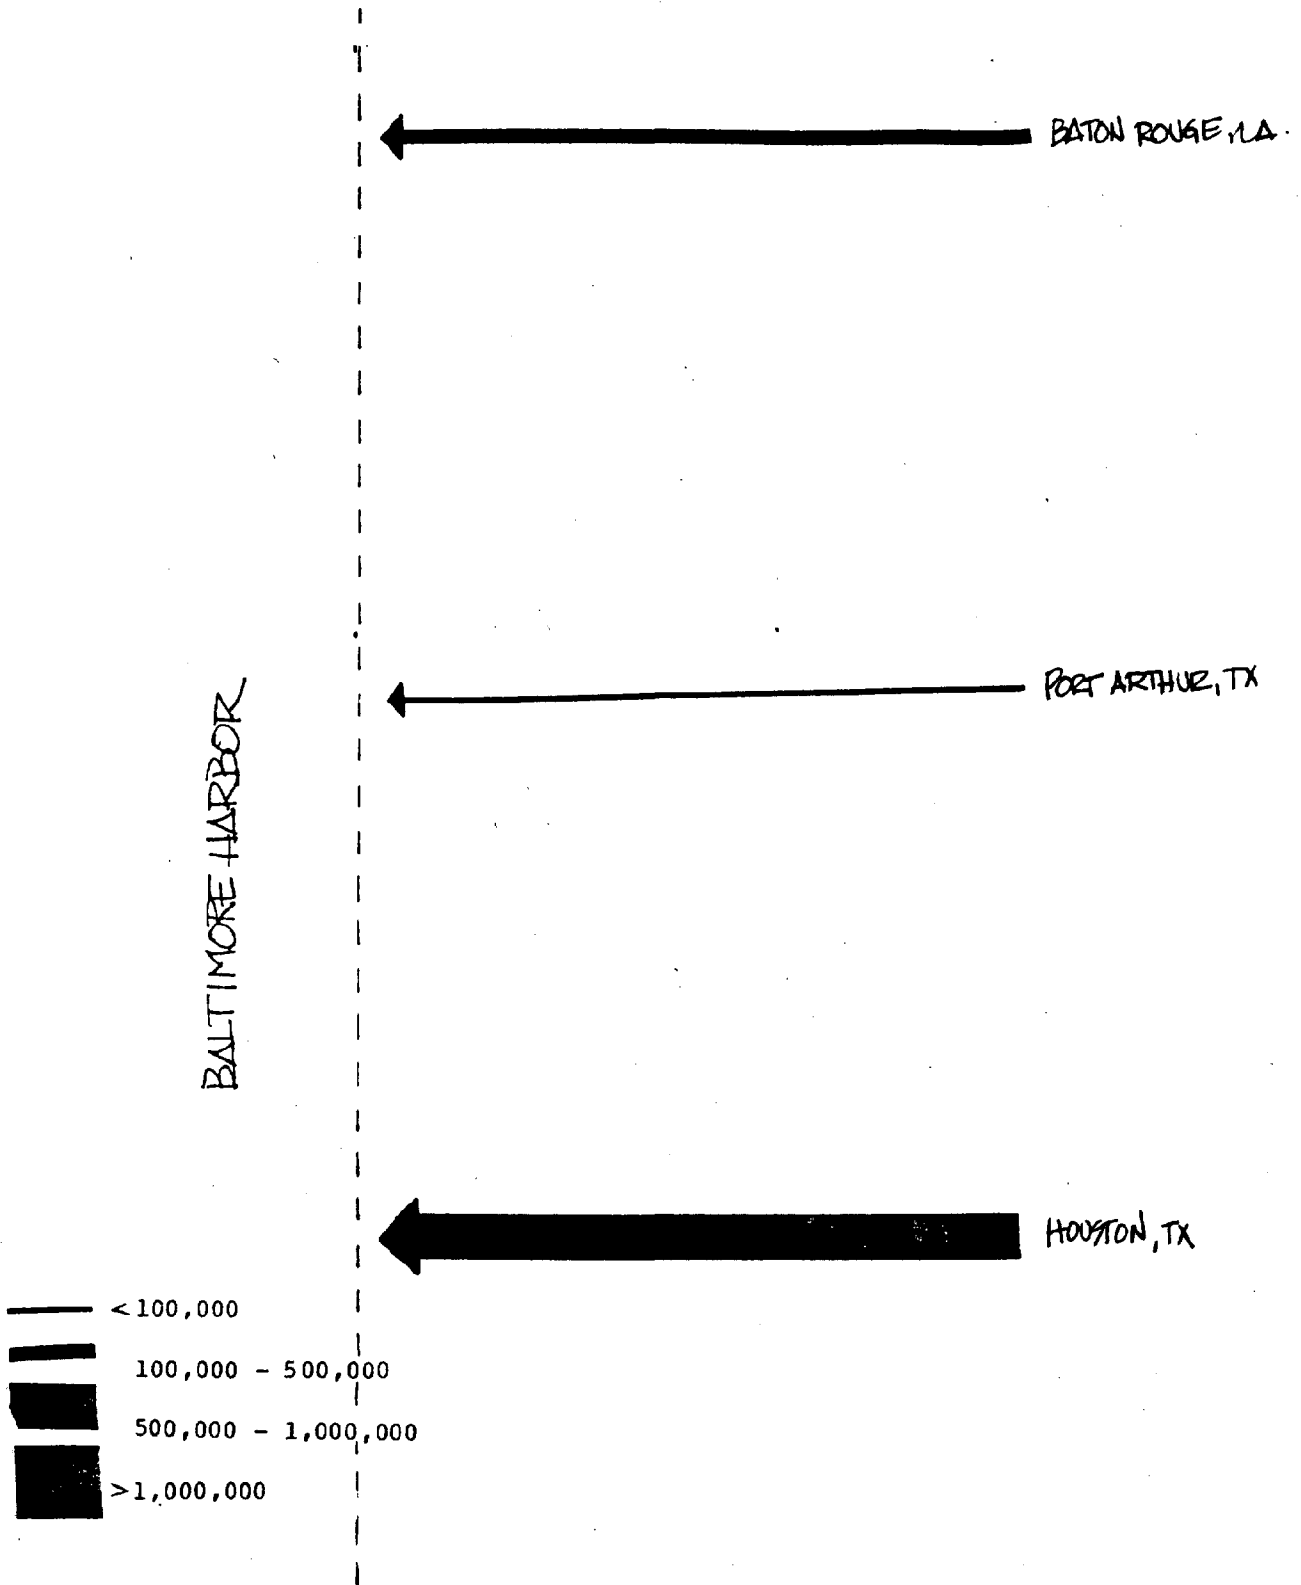 BATON ROUGE, LA.
PORT ARTHUR, TX
BALTIMORE HARBOR
HOUSTON, TX
<100,000
100,000 - 500,000
500,000 - 1,000,000
>1,000,000